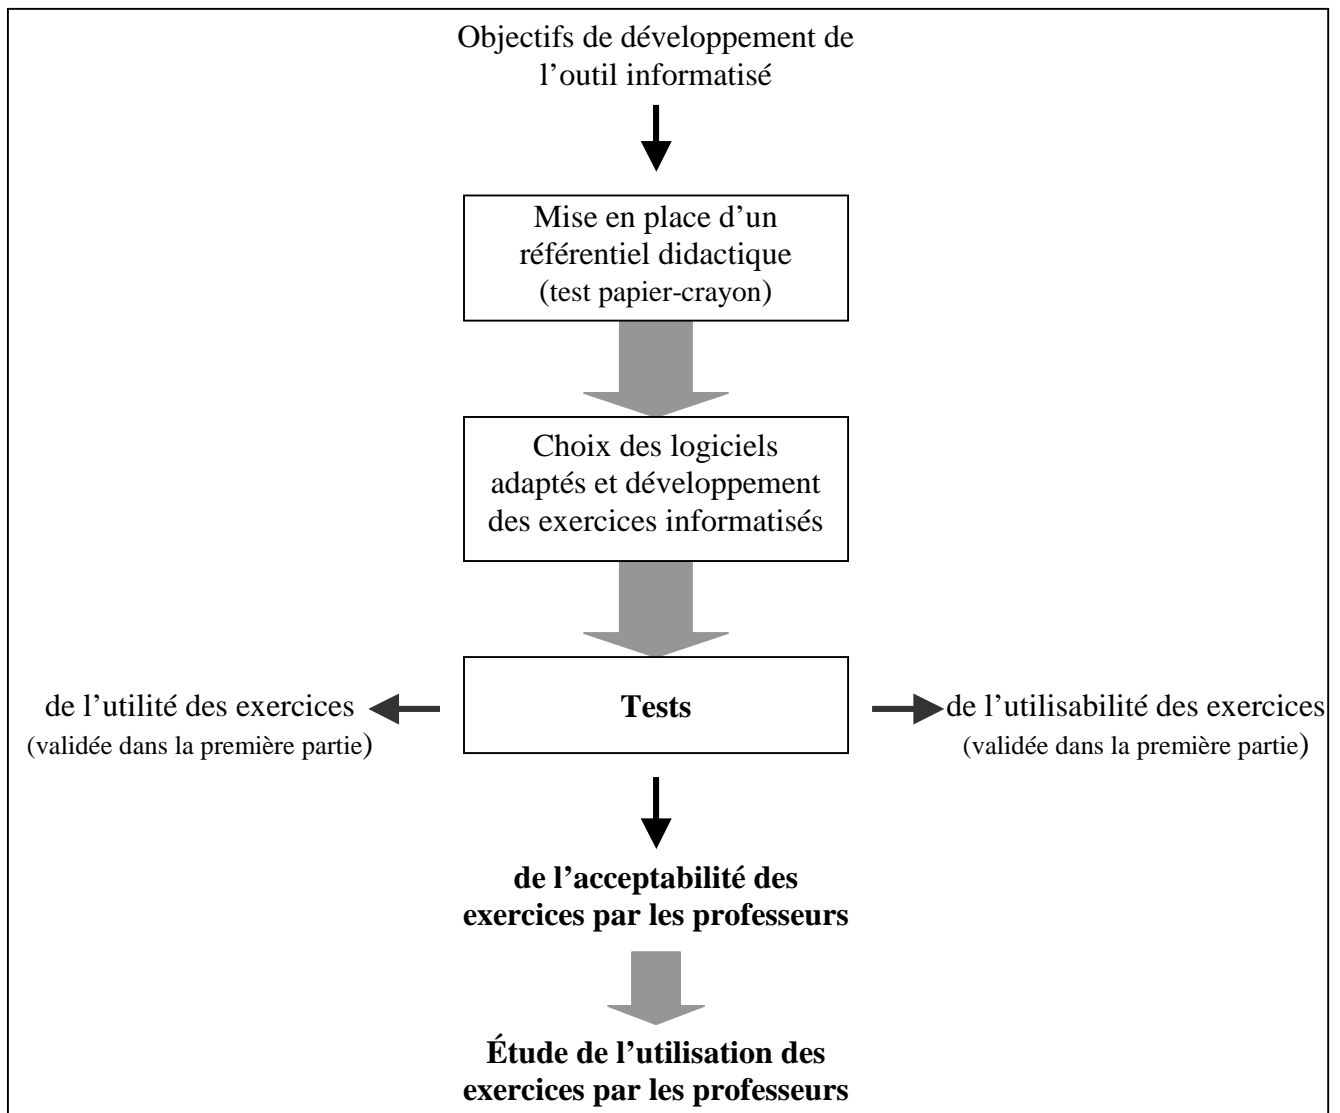 Objectifs de développement de
l’outil informatisé
Mise en place d’un
référentiel didactique
(test papier-crayon)
Choix des logiciels
adaptés et développement
des exercices informatisés
Tests
de l’utilité des exercices
(validée dans la première partie)
de l’utilisabilité des exercices
(validée dans la première partie)
de l’acceptabilité des
exercices par les professeurs
Étude de l’utilisation des
exercices par les professeurs